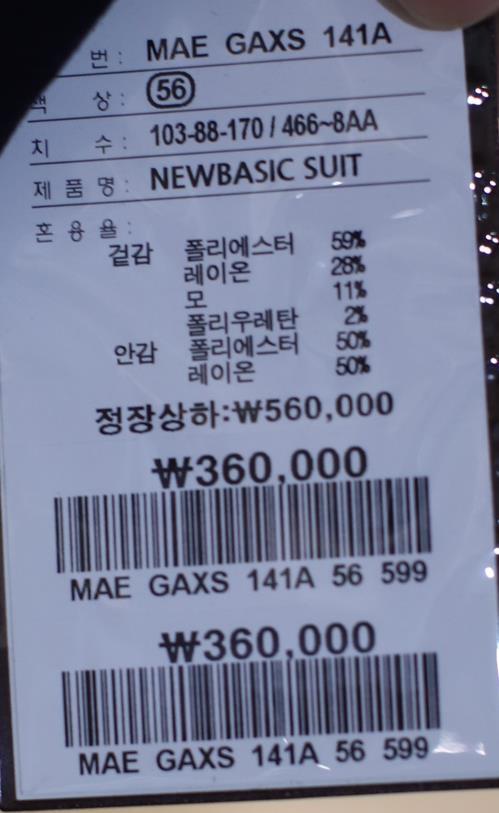 번: MAE GAXS 141A
색 상: 56
치 수: 103-88-170 / 466~8AA
제품명: NEWBASIC SUIT
혼용율:
겉감 폴리에스터 59%
레이온 28%
모 11%
폴리우레탄 2%
안감 폴리에스터 50%
레이온 50%
정장상하:₩560,000
₩360,000
MAE GAXS 141A 56 599
₩360,000
MAE GAXS 141A 56 599